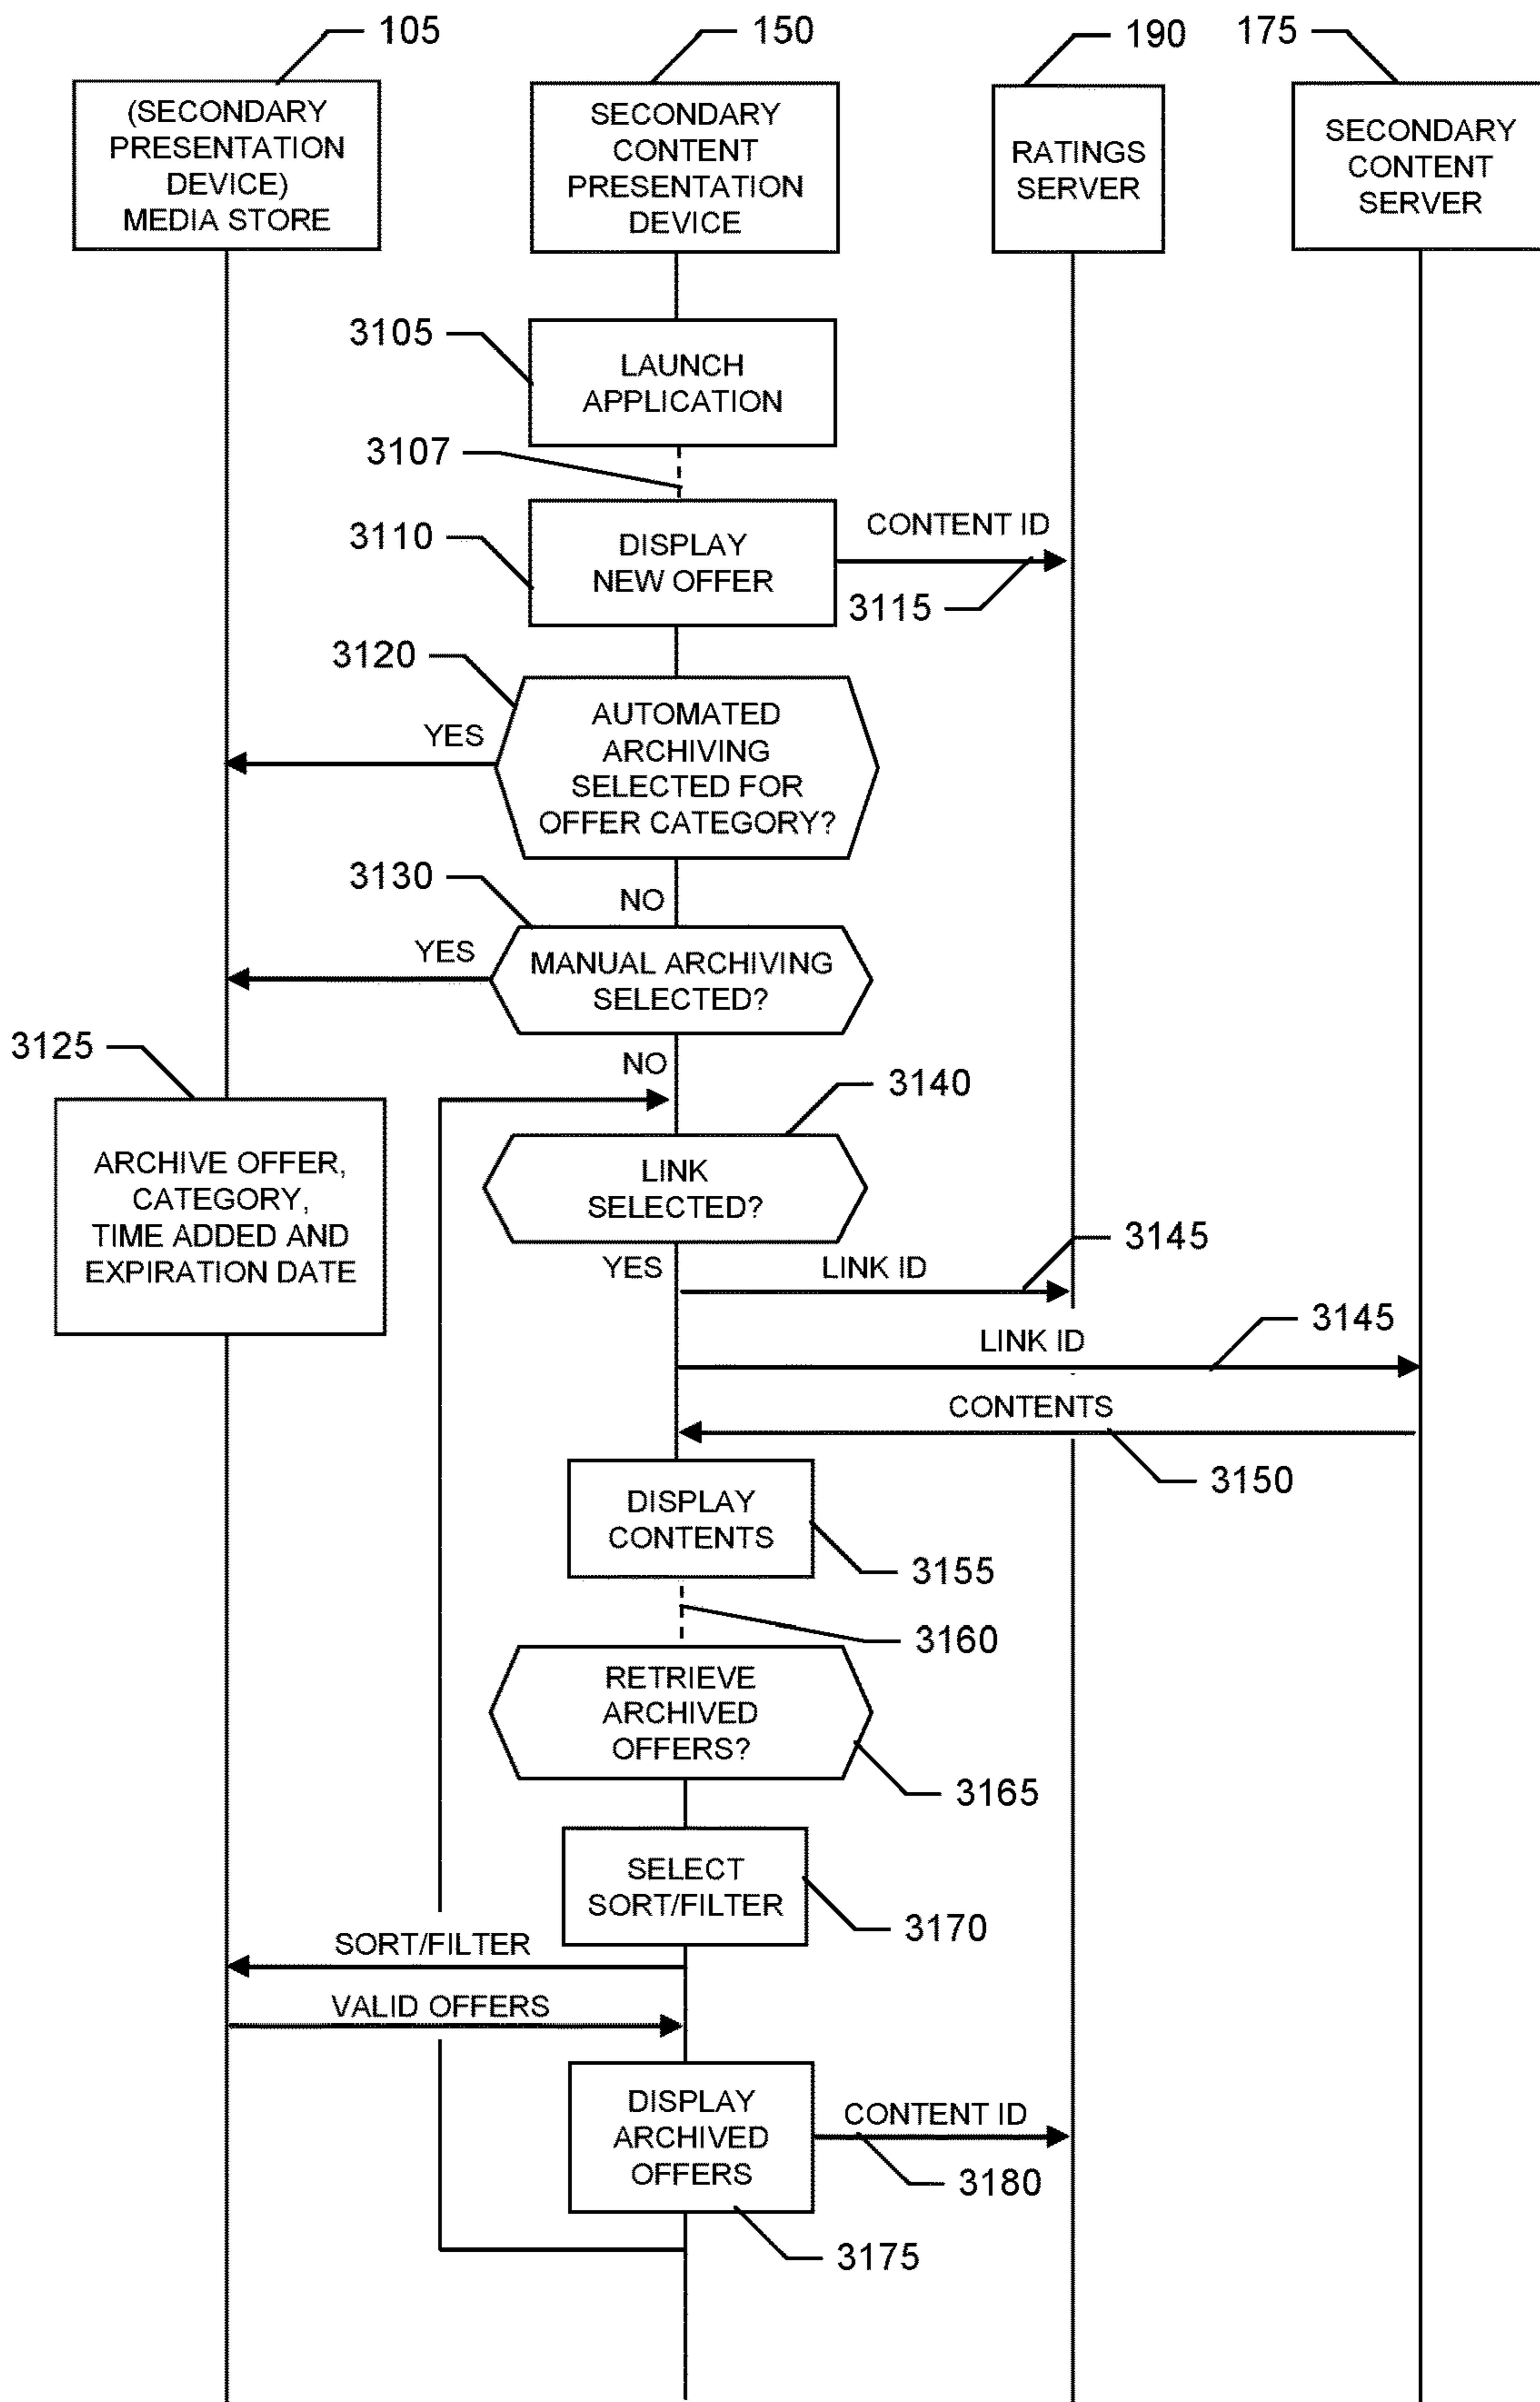 105
150
190
175
(SECONDARY
PRESENTATION
DEVICE)
MEDIA STORE
SECONDARY
CONTENT
PRESENTATION
DEVICE
RATINGS
SERVER
SECONDARY
CONTENT
SERVER
3105
LAUNCH
APPLICATION
3107
3110
DISPLAY
NEW OFFER
CONTENT ID
3115
3120
YES
AUTOMATED
ARCHIVING
SELECTED FOR
OFFER CATEGORY?
3130
NO
YES
MANUAL ARCHIVING
SELECTED?
3125
NO
3140
ARCHIVE OFFER,
CATEGORY,
TIME ADDED AND
EXPIRATION DATE
LINK
SELECTED?
YES
LINK ID
3145
LINK ID
3145
CONTENTS
3150
DISPLAY
CONTENTS
3155
3160
RETRIEVE
ARCHIVED
OFFERS?
3165
SELECT
SORT/FILTER
3170
SORT/FILTER
VALID OFFERS
DISPLAY
ARCHIVED
OFFERS
CONTENT ID
3180
3175